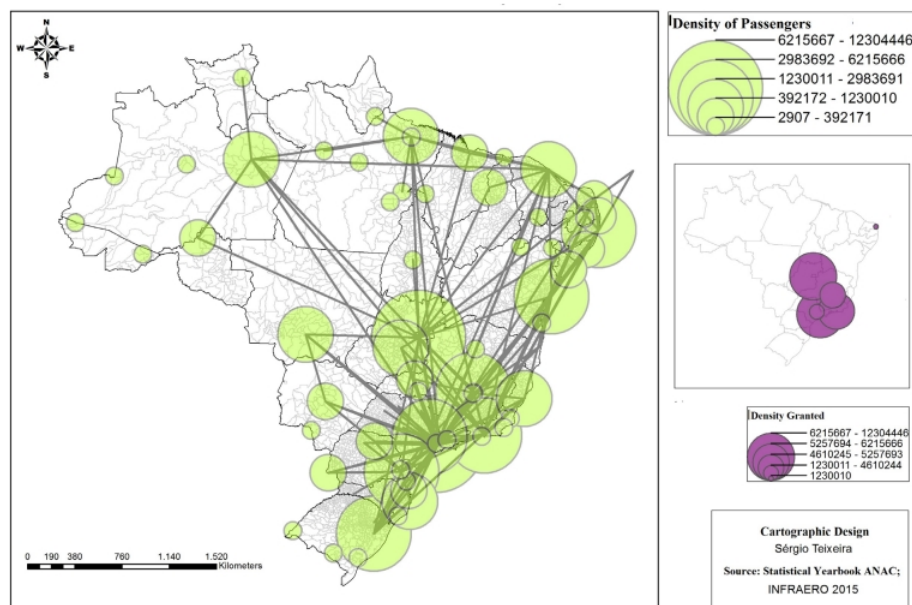 N
W E
S
Density of Passengers
6215667 - 12304446
2983692 - 6215666
1230011 - 2983691
392172 - 1230010
2907 - 392171
Density Granted
6215667 - 12304446
5257694 - 6215666
4610245 - 5257693
1230011 - 4610244
1230010
0 190 380 760 1.140 1.520
Kilometers
Cartographic Design
Sérgio Teixeira
Source: Statistical Yearbook ANAC;
INFRAERO 2015